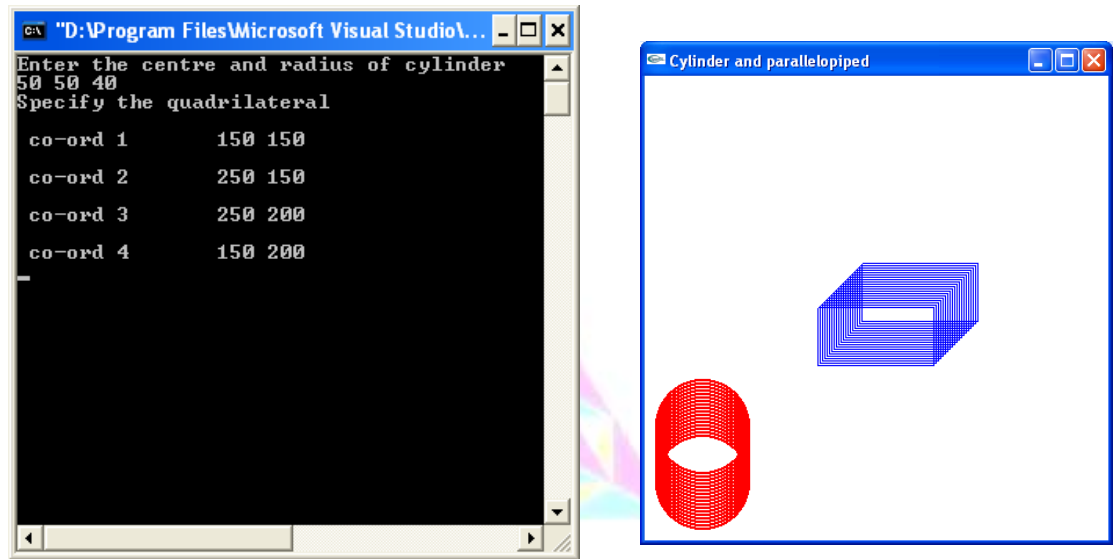 "D:\Program Files\Microsoft Visual Studio\...
Enter the centre and radius of cylinder
50 50 40
Specify the quadrilateral
co-ord 1 150 150
co-ord 2 250 150
co-ord 3 250 200
co-ord 4 150 200
Cylinder and parallelopiped